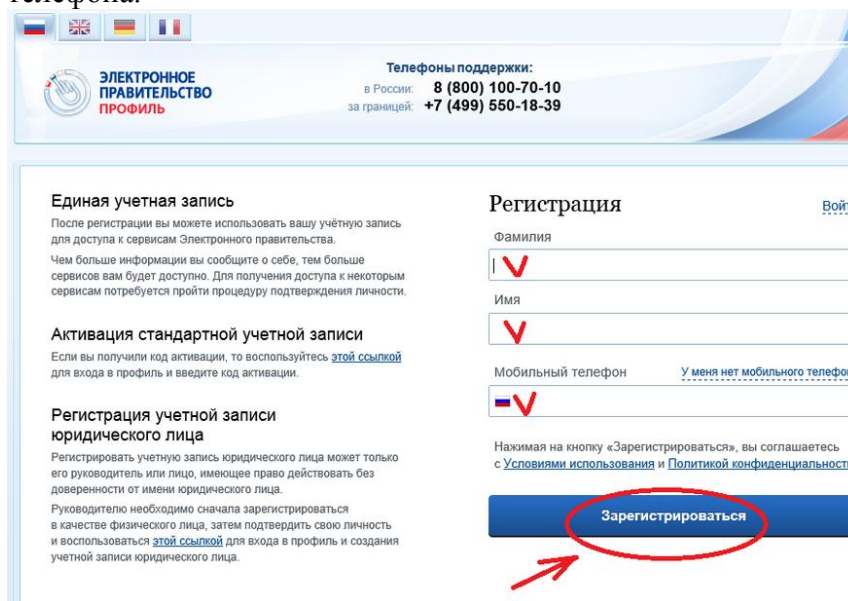 телефона.
ЭЛЕКТРОННОЕ
ПРАВИТЕЛЬСТВО
ПРОФИЛЬ
Телефоны поддержки:
в России: 8 (800) 100-70-10
за границей: +7 (499) 550-18-39
Единая учетная запись
После регистрации вы можете использовать вашу учётную запись
для доступа к сервисам Электронного правительства.
Чем больше информации вы сообщите о себе, тем больше
сервисов вам будет доступно. Для получения доступа к некоторым
сервисам потребуется пройти процедуру подтверждения личности.
Активация стандартной учетной записи
Если вы получили код активации, то воспользуйтесь этой ссылкой
для входа в профиль и введите код активации.
Регистрация учетной записи
юридического лица
Регистрировать учетную запись юридического лица может только
его руководитель или лицо, имеющее право действовать без
доверенности от имени юридического лица.
Руководителю необходимо сначала зарегистрироваться
в качестве физического лица, затем подтвердить свою личность
и воспользоваться этой ссылкой для входа в профиль и создания
учетной записи юридического лица.
Регистрация
Войт
Фамилия
Имя
Мобильный телефон У меня нет мобильного телефон
Нажимая на кнопку «Зарегистрироваться», вы соглашаетесь
с Условиями использования и Политикой конфиденциальност
Зарегистрироваться